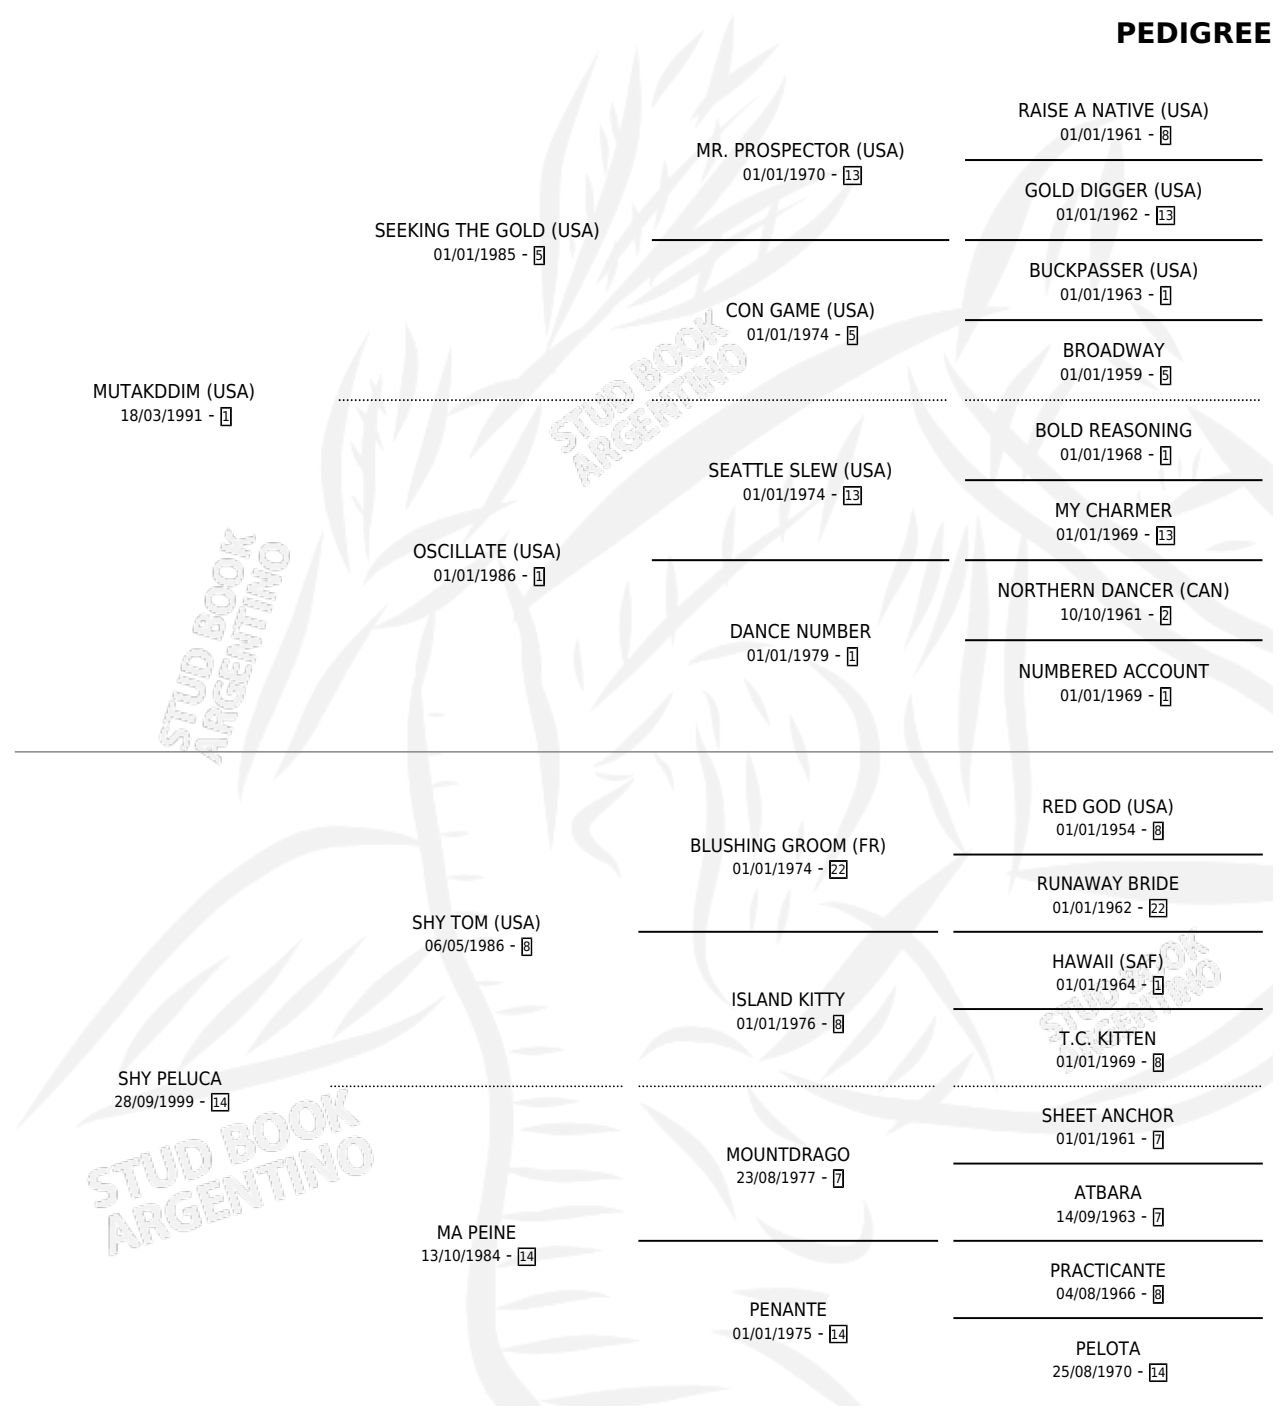 PEDIGREE
RAISE A NATIVE (USA)
01/01/1961 - 8
MR. PROSPECTOR (USA)
01/01/1970 - 13
GOLD DIGGER (USA)
01/01/1962 - 13
SEEKING THE GOLD (USA)
01/01/1985 - 5
BUCKPASSER (USA)
01/01/1963 - 1
CON GAME (USA)
01/01/1974 - 5
BROADWAY
01/01/1959 - 5
MUTAKDDIM (USA)
18/03/1991 - 1
BOLD REASONING
01/01/1968 - 1
SEATTLE SLEW (USA)
01/01/1974 - 13
MY CHARMER
01/01/1969 - 13
OSCILLATE (USA)
01/01/1986 - 1
NORTHERN DANCER (CAN)
10/10/1961 - 2
DANCE NUMBER
01/01/1979 - 1
NUMBERED ACCOUNT
01/01/1969 - 1
RED GOD (USA)
01/01/1954 - 8
BLUSHING GROOM (FR)
01/01/1974 - 22
RUNAWAY BRIDE
01/01/1962 - 22
SHY TOM (USA)
06/05/1986 - 8
HAWAII (SAF)
01/01/1964 - 1
ISLAND KITTY
01/01/1976 - 8
T.C. KITTEN
01/01/1969 - 8
SHY PELUCA
28/09/1999 - 14
SHEET ANCHOR
01/01/1961 - 7
MOUNTDRAGO
23/08/1977 - 7
ATBARA
14/09/1963 - 7
MA PEINE
13/10/1984 - 14
PRACTICANTE
04/08/1966 - 8
PENANTE
01/01/1975 - 14
PELOTA
25/08/1970 - 14
STUD BOOK
ARGENTINO
STUD BOOK
ARGENTINO
STUD BOOK
ARGENTINO
STUD BOOK
ARGENTINO